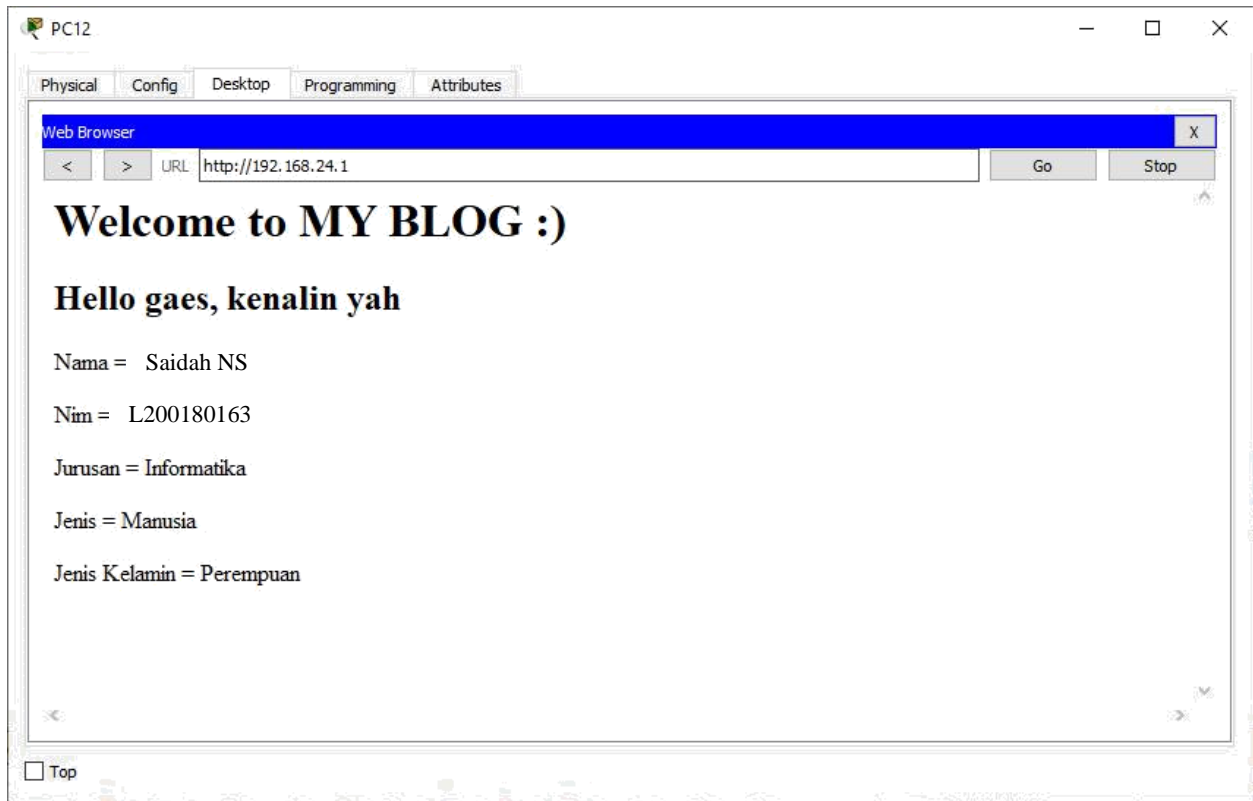 PC12
Physical Config Desktop Programming Attributes
Web Browser X
< > URL http://192.168.24.1 Go Stop
Welcome to MY BLOG :)
Hello gaes, kenalin yah
Nama = Saidah NS
Nim = L200180163
Jurusan = Informatika
Jenis = Manusia
Jenis Kelamin = Perempuan
Top